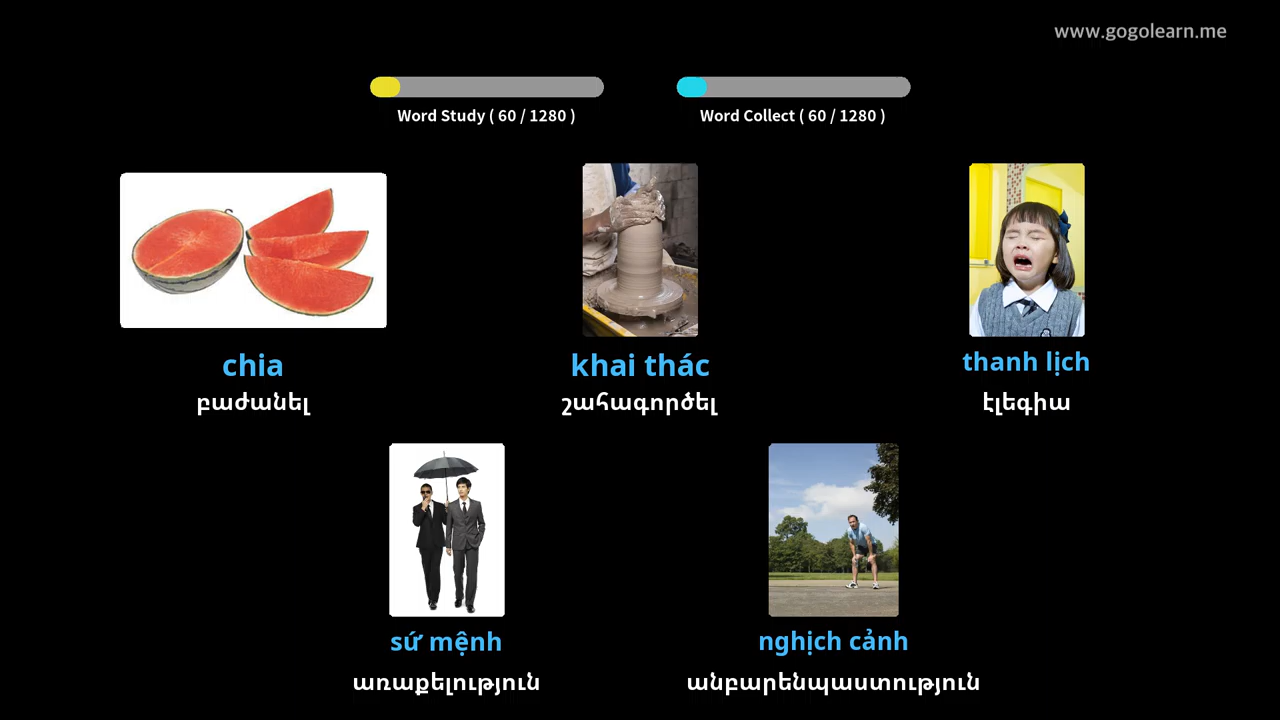 www.gogolearn.me
Word Study ( 60 / 1280 )
Word Collect ( 60 / 1280 )
chia
բաժանել
khai thác
շահագործել
thanh lịch
էլեգիա
sứ mệnh
առաքելություն
nghịch cảnh
անբարենպաստություն